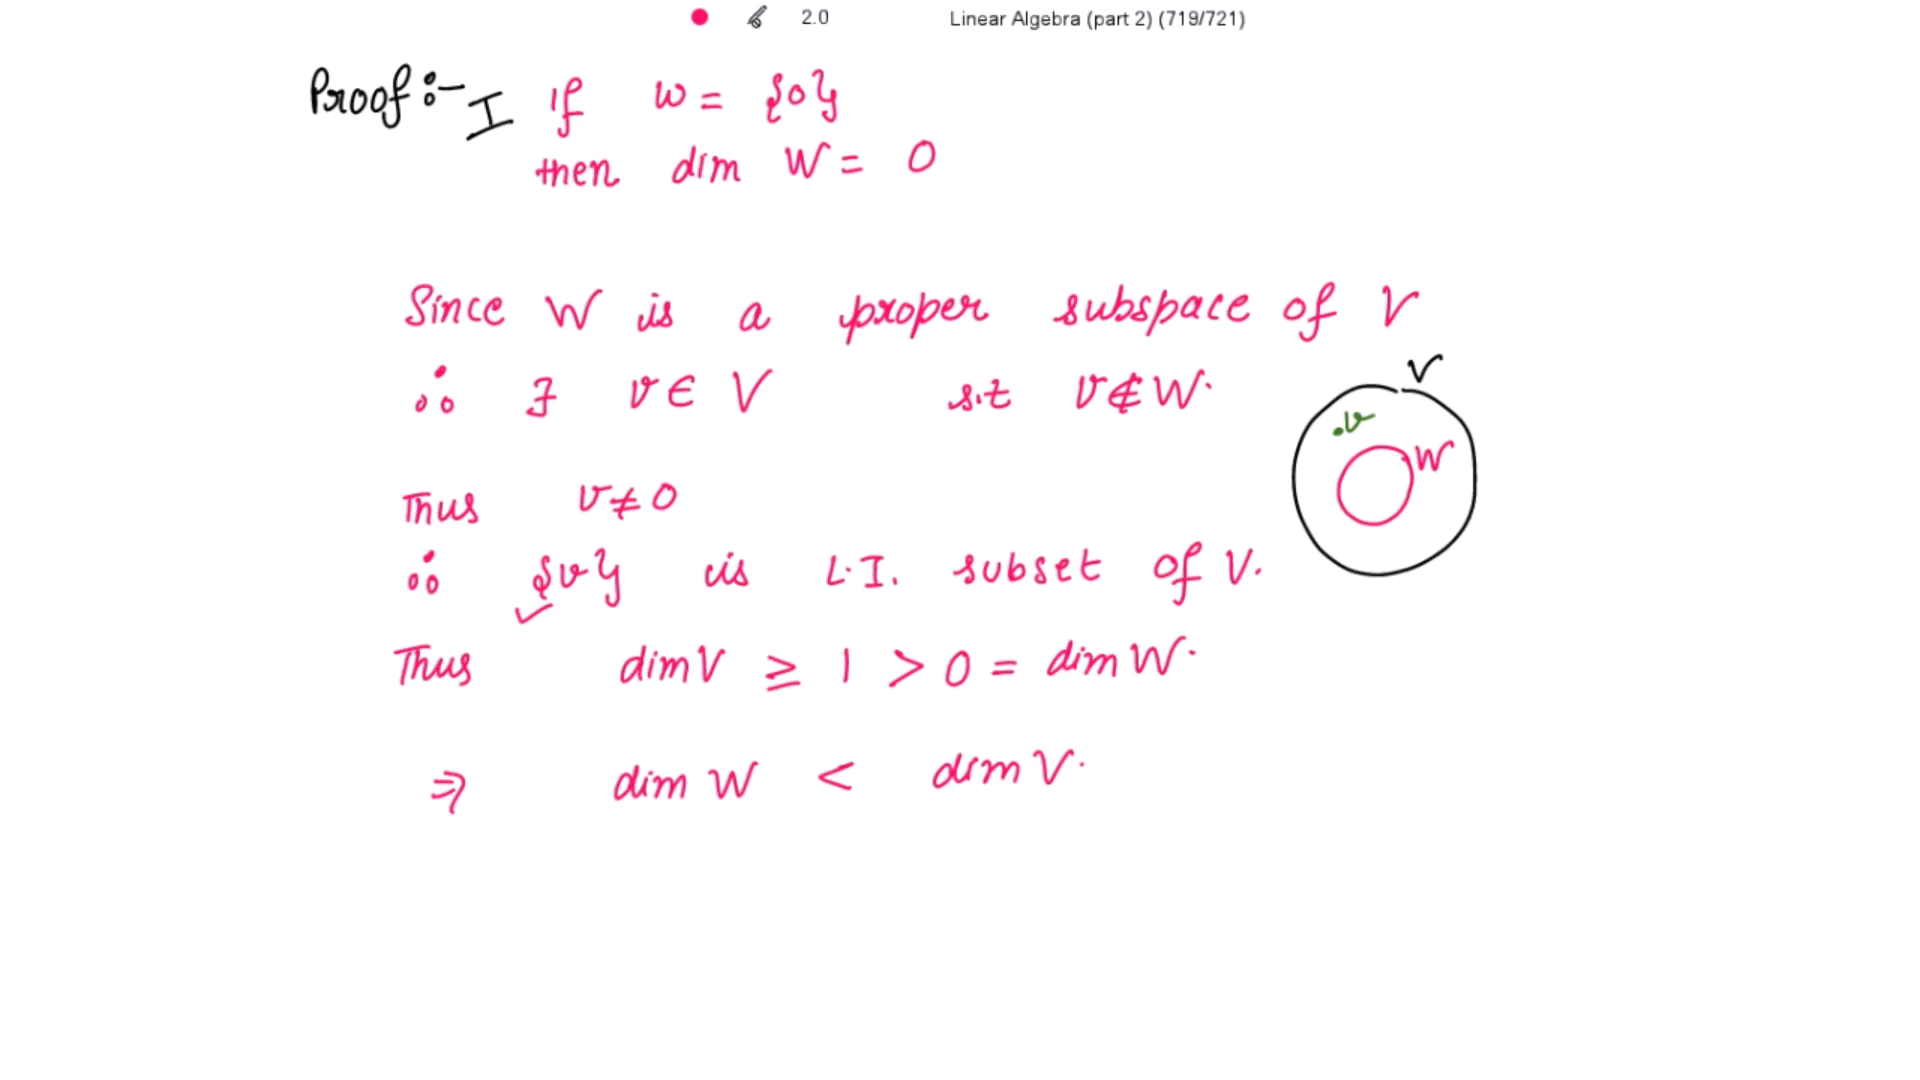 2.0 Linear Algebra (part 2) (719/721)
Proof :- I If w = {0}
then dim W = 0
Since W is a proper subspace of V
∴ ∃ v ∈ V s.t v ∉ W.
V
.v
W
Thus v ≠ 0
∴ {v} is L.I. subset of V.
Thus dim V ≥ 1 > 0 = dim W.
⇒ dim W < dim V.